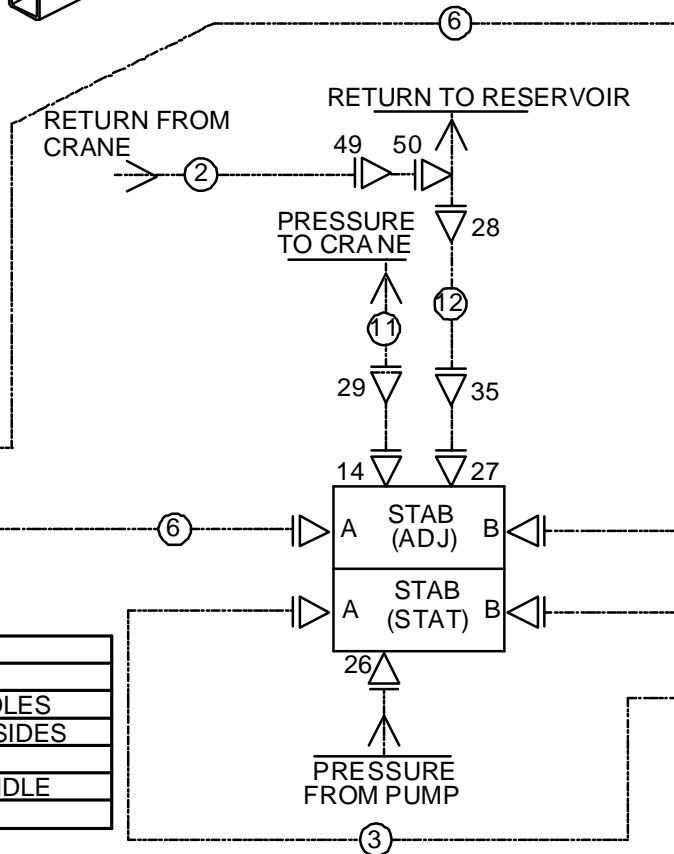 6
RETURN TO RESERVOIR
RETURN FROM
CRANE
49 50
2
PRESSURE
TO CRANE
28
12
11
29
35
14
27
6
A STAB B
(ADJ)
A STAB B
(STAT)
26
OLES
SIDES
NDLE
PRESSURE
FROM PUMP
3